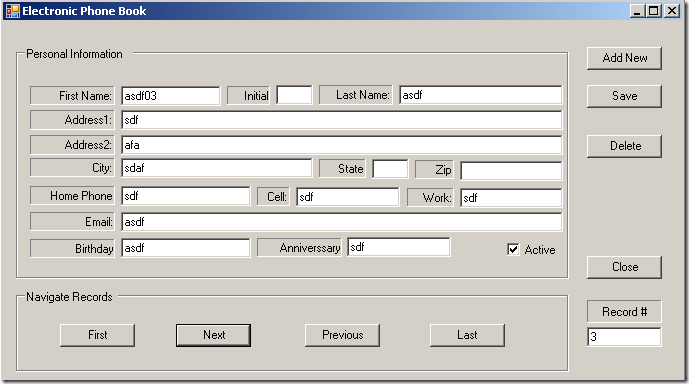 Electronic Phone Book
Personal Information
Add New
First Name: asdf03 Initial Last Name: asdf
Save
Address1: sdf
Address2: afa
Delete
City: sdaf State Zip
Home Phone sdf Cell: sdf Work: sdf
Email: asdf
Birthday asdf Anniverssary sdf Active
Close
Navigate Records
Record #
First Next Previous Last
3